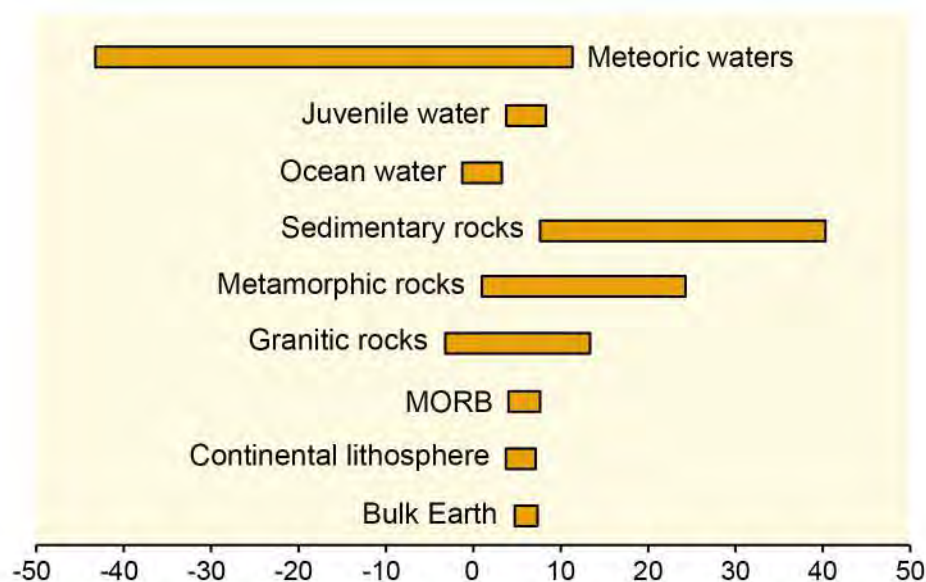 Meteoric waters
Juvenile water
Ocean water
Sedimentary rocks
Metamorphic rocks
Granitic rocks
MORB
Continental lithosphere
Bulk Earth
-50 -40 -30 -20 -10 0 10 20 30 40 50